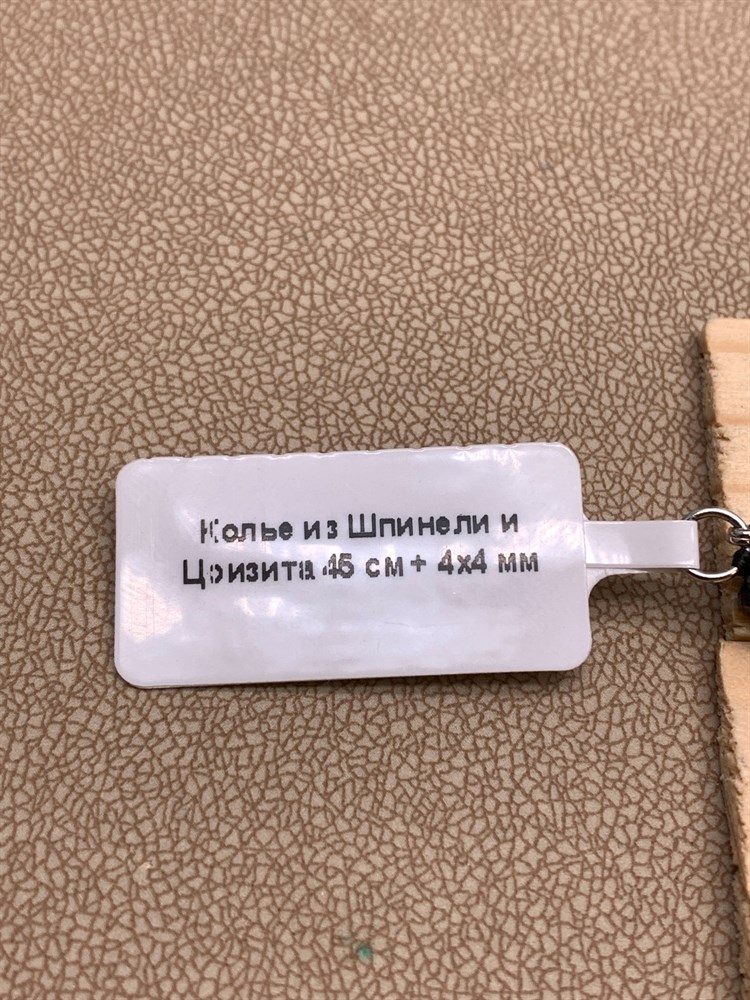 Колье из Шпинели и
Цоизита 45 см + 4х4 мм